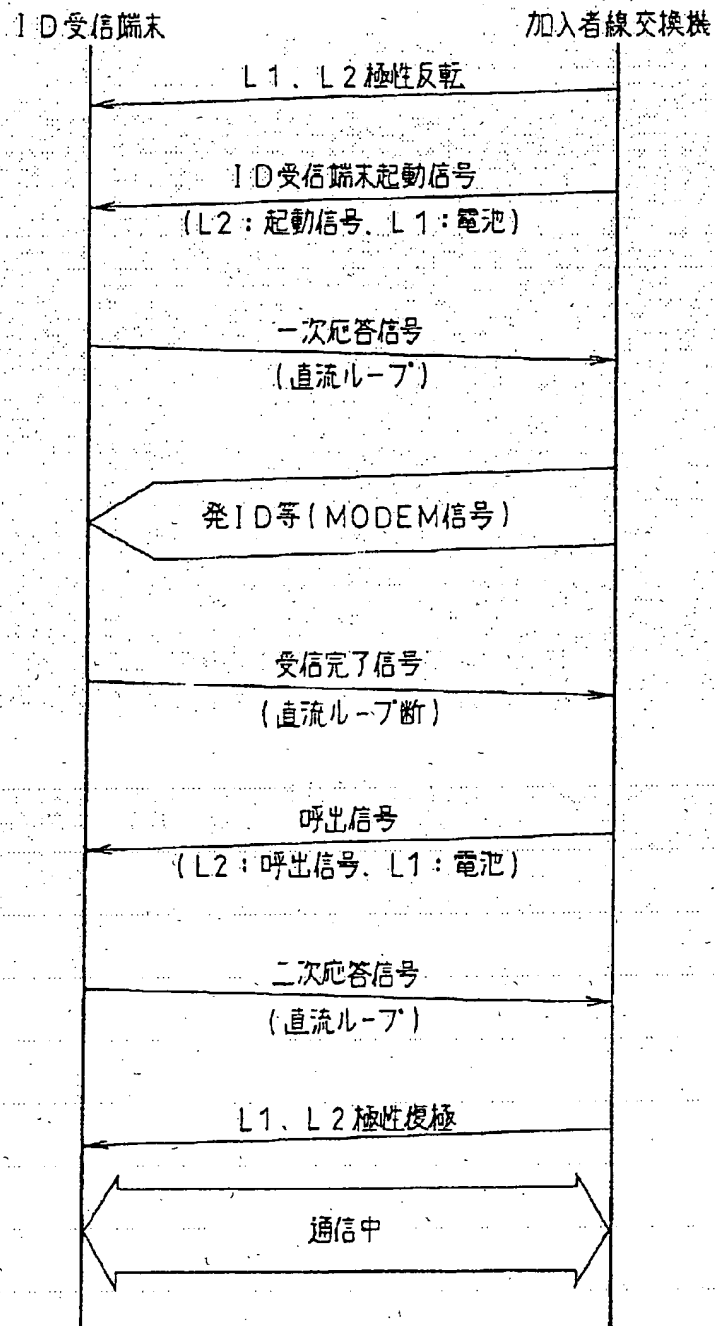 ID受信端末
加入者線交換機
L1、L2極性反転
ID受信端末起動信号
(L2:起動信号、L1:電池)
一次応答信号
(直流ループ)
発ID等(MODEM信号)
受信完了信号
(直流ループ断)
呼出信号
(L2:呼出信号、L1:電池)
二次応答信号
(直流ループ)
L1、L2極性復極
通信中